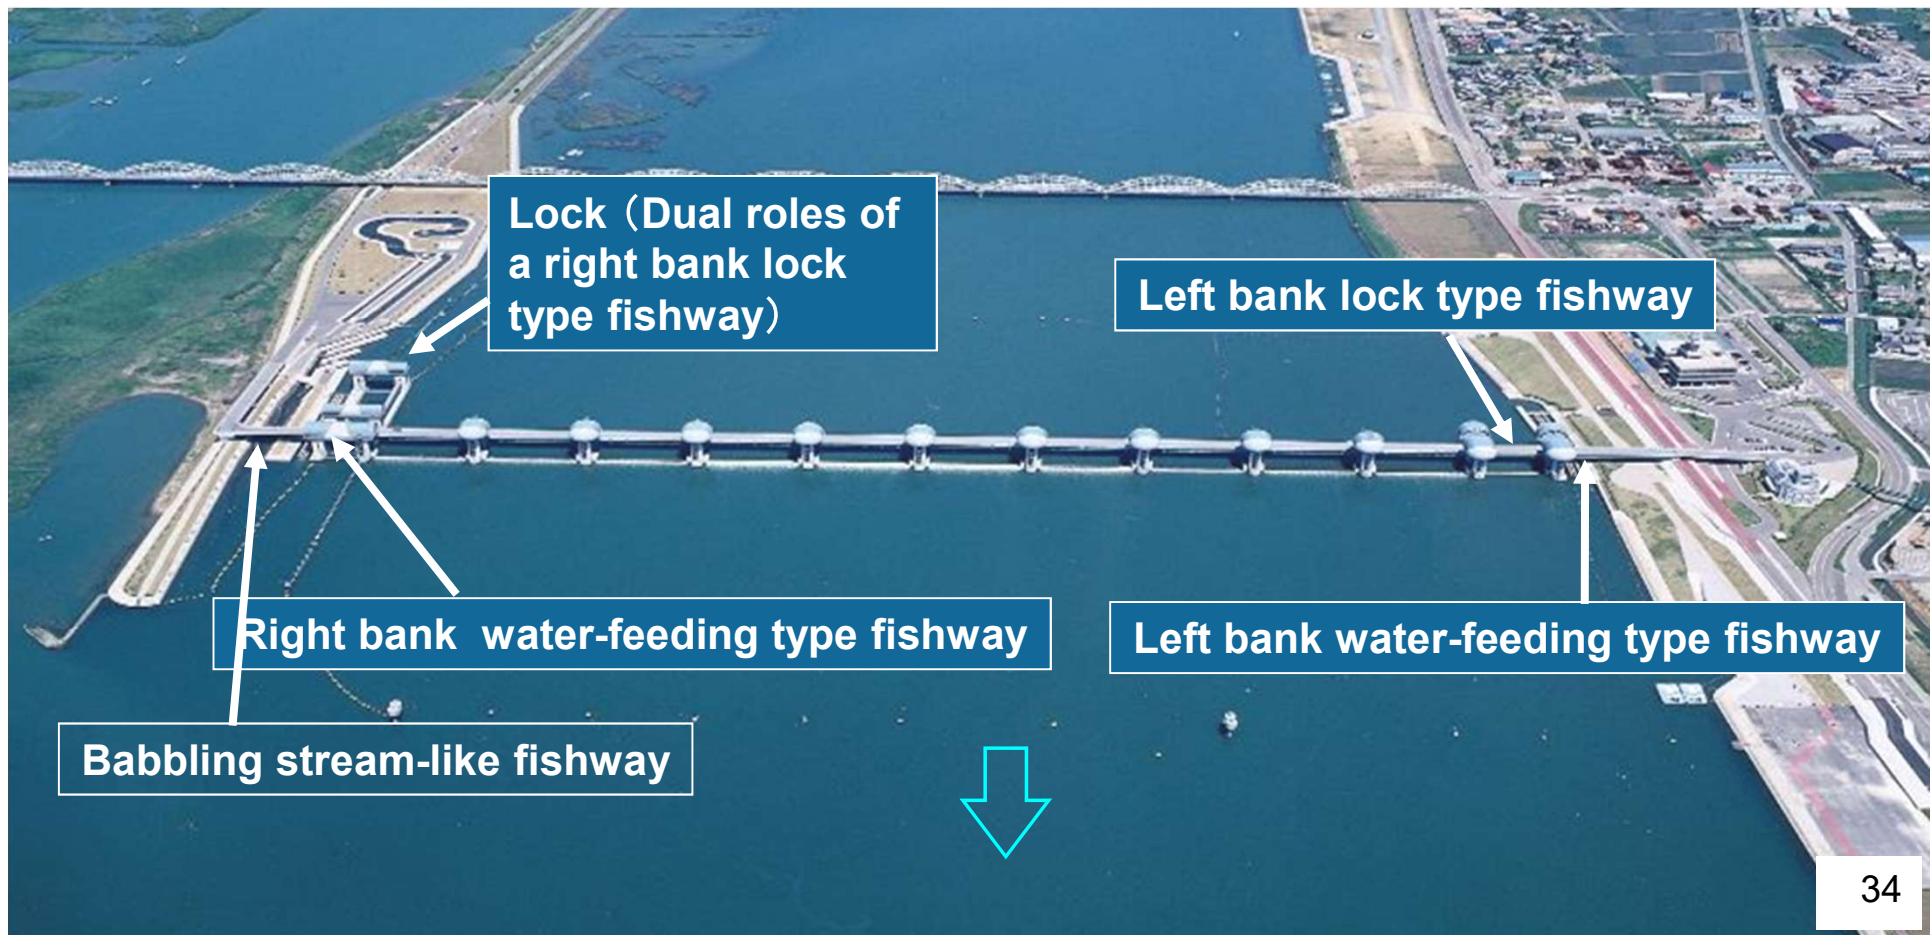 Lock（Dual roles of
a right bank lock
type fishway）
Left bank lock type fishway
Right bank  water-feeding type fishway
Left bank water-feeding type fishway
Babbling stream-like fishway
34